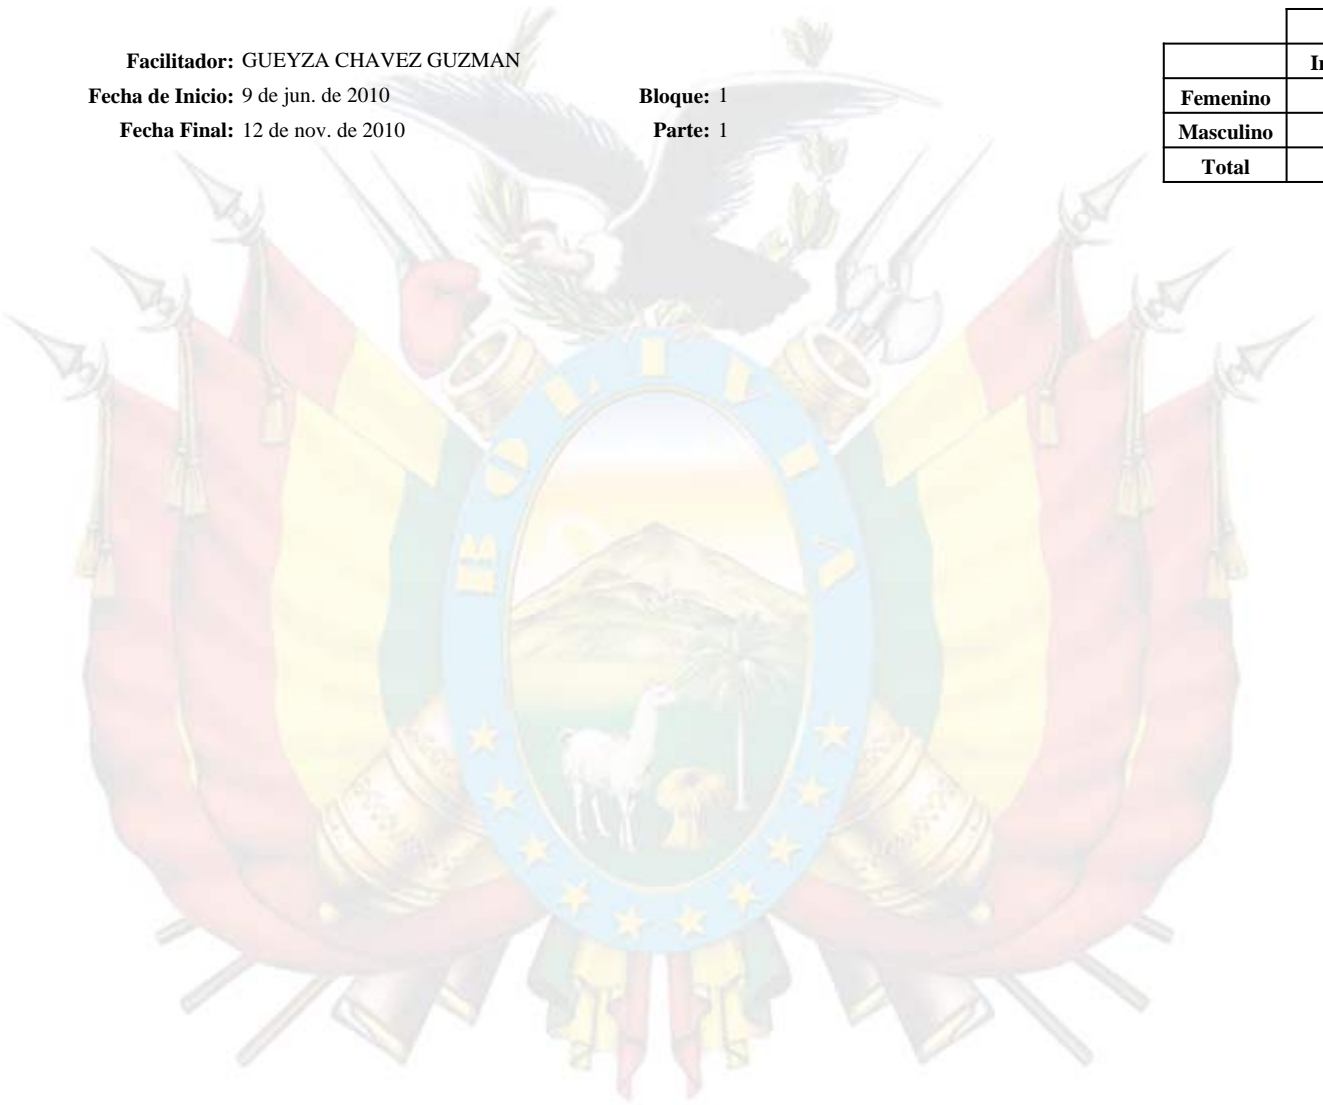 Facilitador: GUEYZA CHAVEZ GUZMAN
Fecha de Inicio: 9 de jun. de 2010 Bloque: 1
Fecha Final: 12 de nov. de 2010 Parte: 1
Femenino
Masculino
Total
BOLIVIA